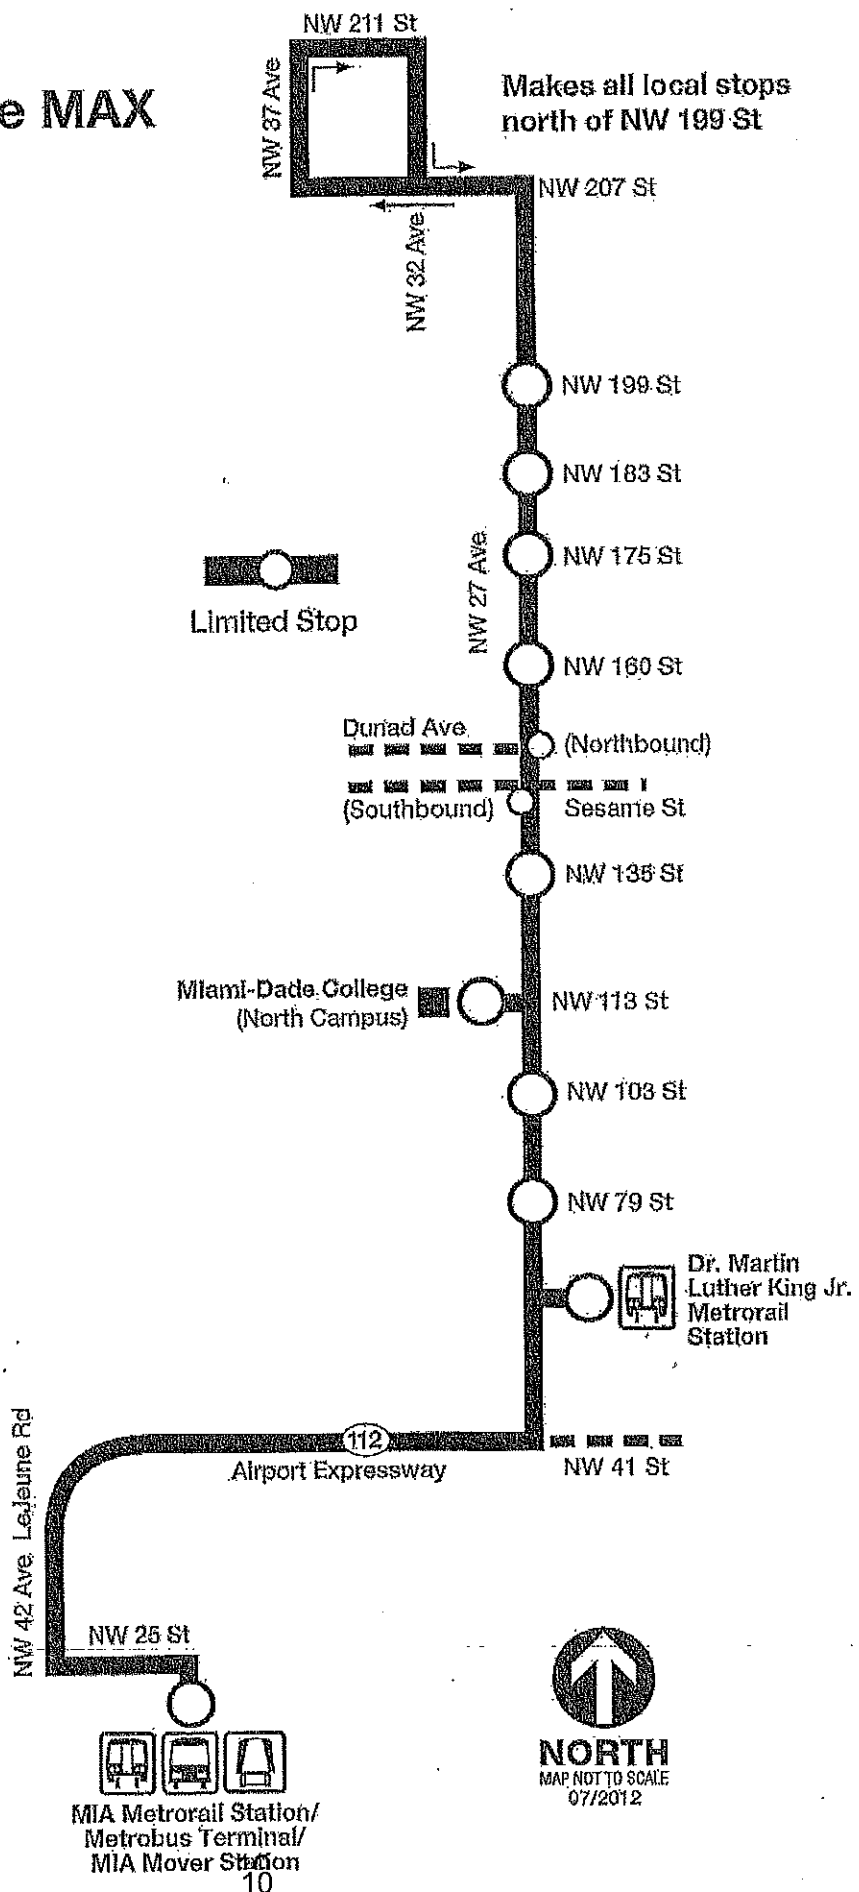 NW 211 St
e MAX
NW 37 Ave
Makes all local stops
north of NW 199 St
NW 207 St
NW 32 Ave
NW 199 St
NW 183 St
NW 27 Ave
NW 175 St
Limited Stop
NW 160 St
Duriad Ave
(Northbound)
(Southbound)
Sesame St
NW 135 St
Miami-Dade College
(North Campus)
NW 113 St
NW 103 St
NW 79 St
Dr. Martin
Luther King Jr.
Metrorail
Station
112
Airport Expressway
NW 41 St
NW 42 Ave LeJeune Rd
NW 25 St
MIA Metrorail Station/
Metrobus Terminal/
MIA Mover Station
NORTH
MAP NOT TO SCALE
07/2012
10